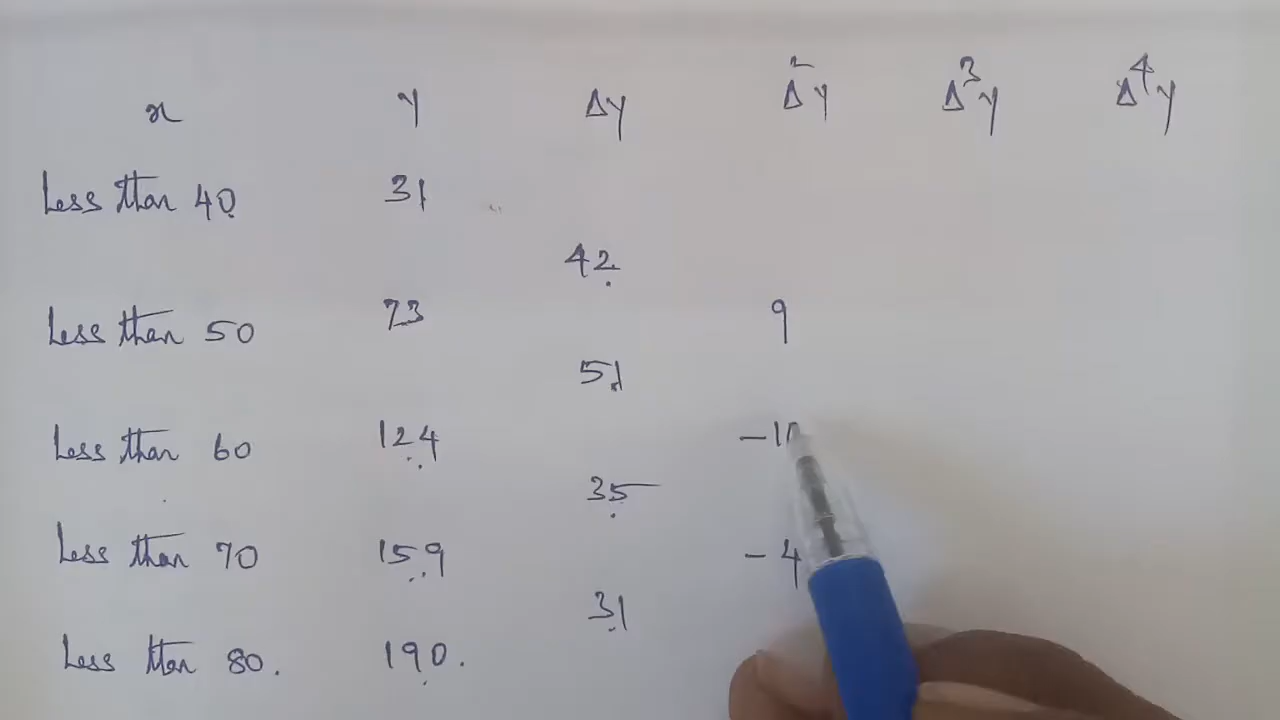 x y Δy Δ²y Δ³y Δ⁴y
Less than 40 31
42
Less than 50 73 9
51
Less than 60 124
35
Less than 70 159 -4
31
Less than 80. 190.